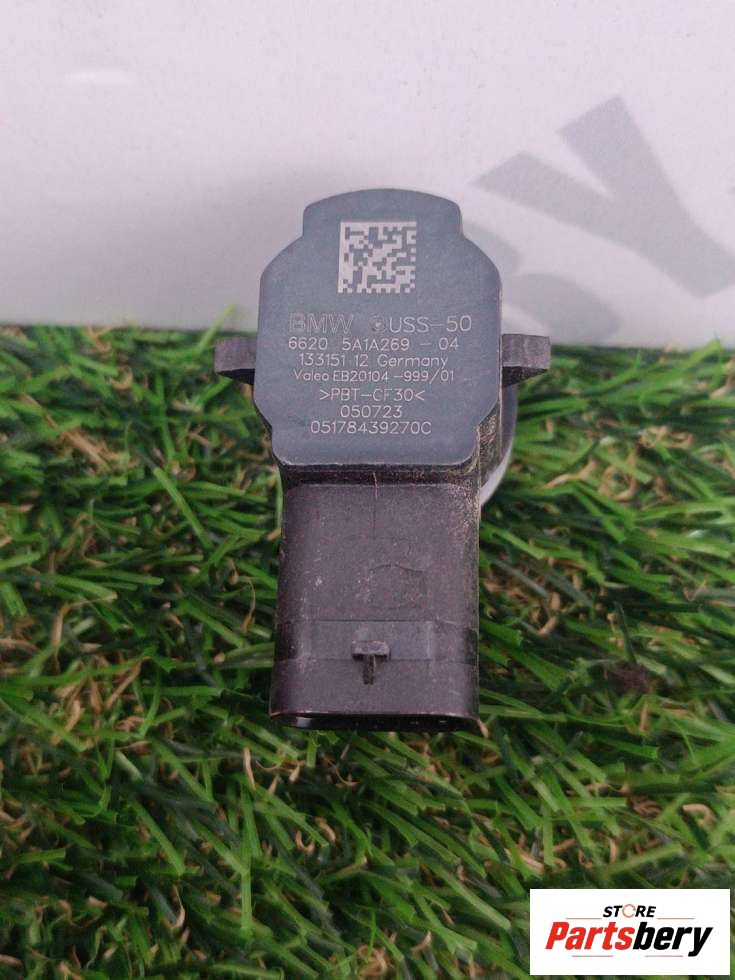 BMW USS-50
6620 5A1A269-04
133151 12 Germany
Valeo EB20104-999/01
>PBT-CF30<
050723
05178439270C
STORE
Partsbery